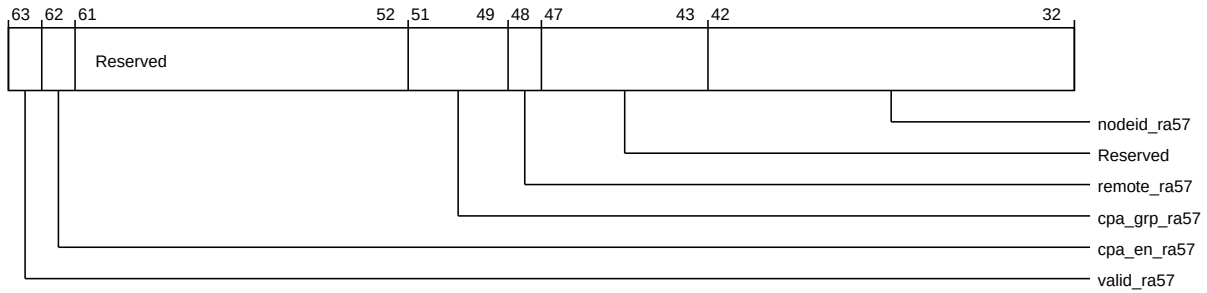 63 62 61 52 51 49 48 47 43 42 32
Reserved
nodeid_ra57
Reserved
remote_ra57
cpa_grp_ra57
cpa_en_ra57
valid_ra57